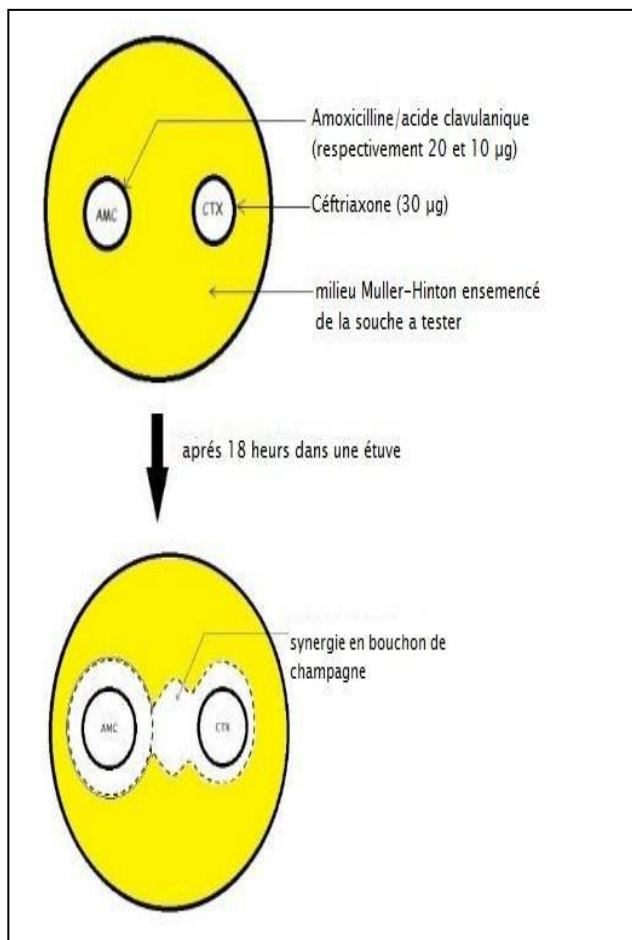 Amoxicilline/acide clavulanique
(respectivement 20 et 10 µg)
AMC
CTX
Céftriaxone (30 µg)
milieu Muller-Hinton ensemencé
de la souche a tester
aprés 18 heurs dans une étuve
synergie en bouchon de
champagne
AMC
CTX